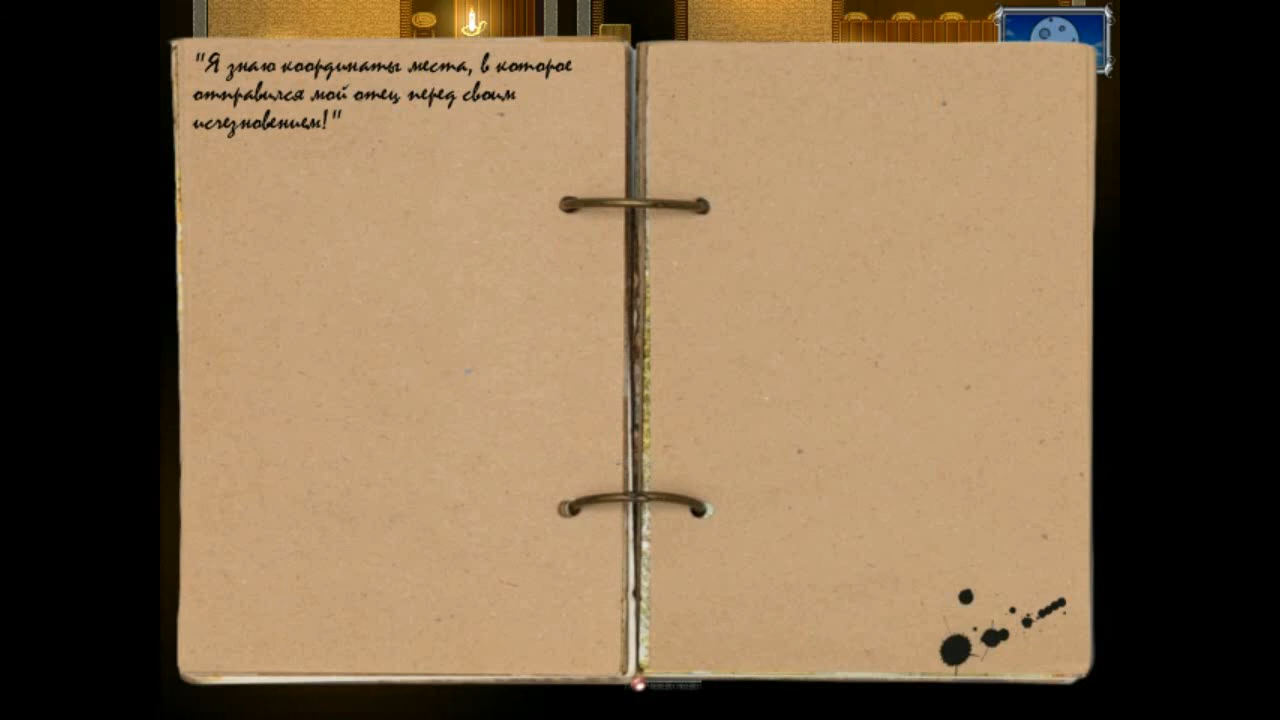 "Я знаю координаты места, в которое
отправился мой отец перед своим
исчезновением!"